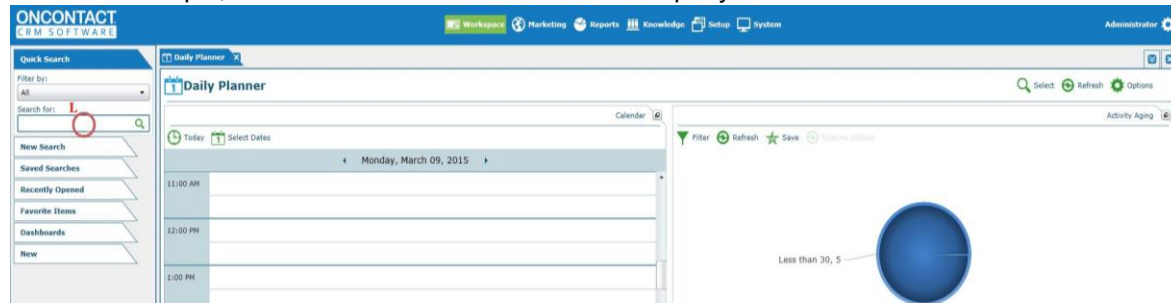 ONCONTACT
CRM SOFTWARE
Workspace Marketing Reports Knowledge Setup System
Administrator
Quick Search
Daily Planner X
Filter by:
All
Daily Planner
Select Refresh Options
Search for: L
Calendar
Activity Aging
Today 1 Select Dates
Filter Refresh Save Restore Default
New Search
Monday, March 09, 2015
Saved Searches
11:00 AM
Recently Opened
Favorite Items
12:00 PM
Dashboards
New
Less than 30, 5
1:00 PM